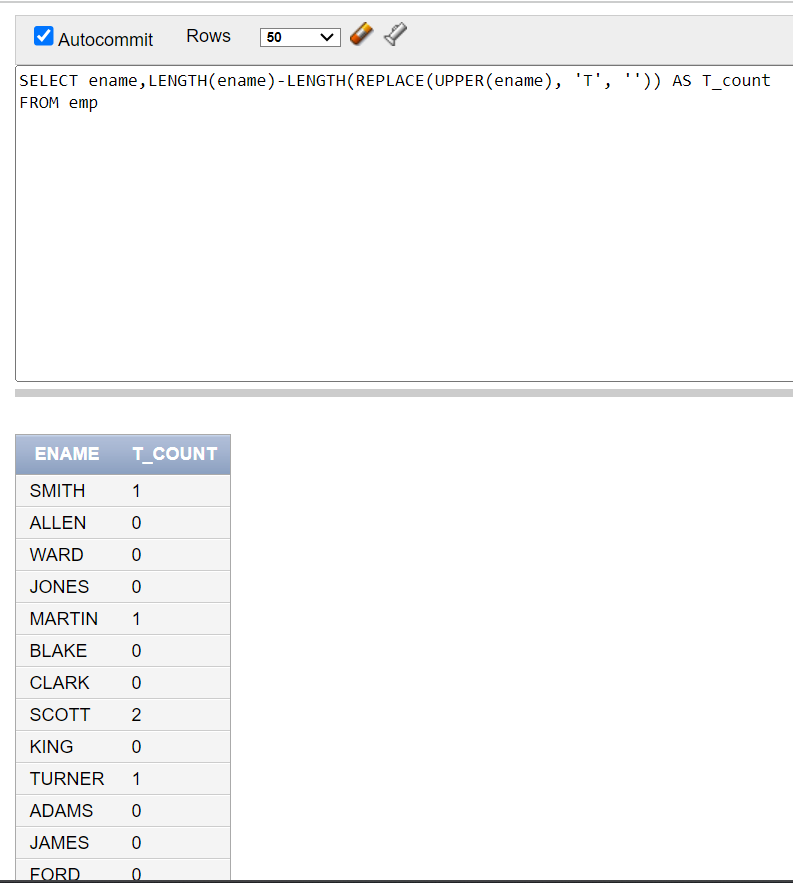 Autocommit Rows 50
SELECT ename,LENGTH(ename)-LENGTH(REPLACE(UPPER(ename), 'T', '')) AS T_count
FROM emp
ENAME T_COUNT
SMITH 1
ALLEN 0
WARD 0
JONES 0
MARTIN 1
BLAKE 0
CLARK 0
SCOTT 2
KING 0
TURNER 1
ADAMS 0
JAMES 0
FORD 0